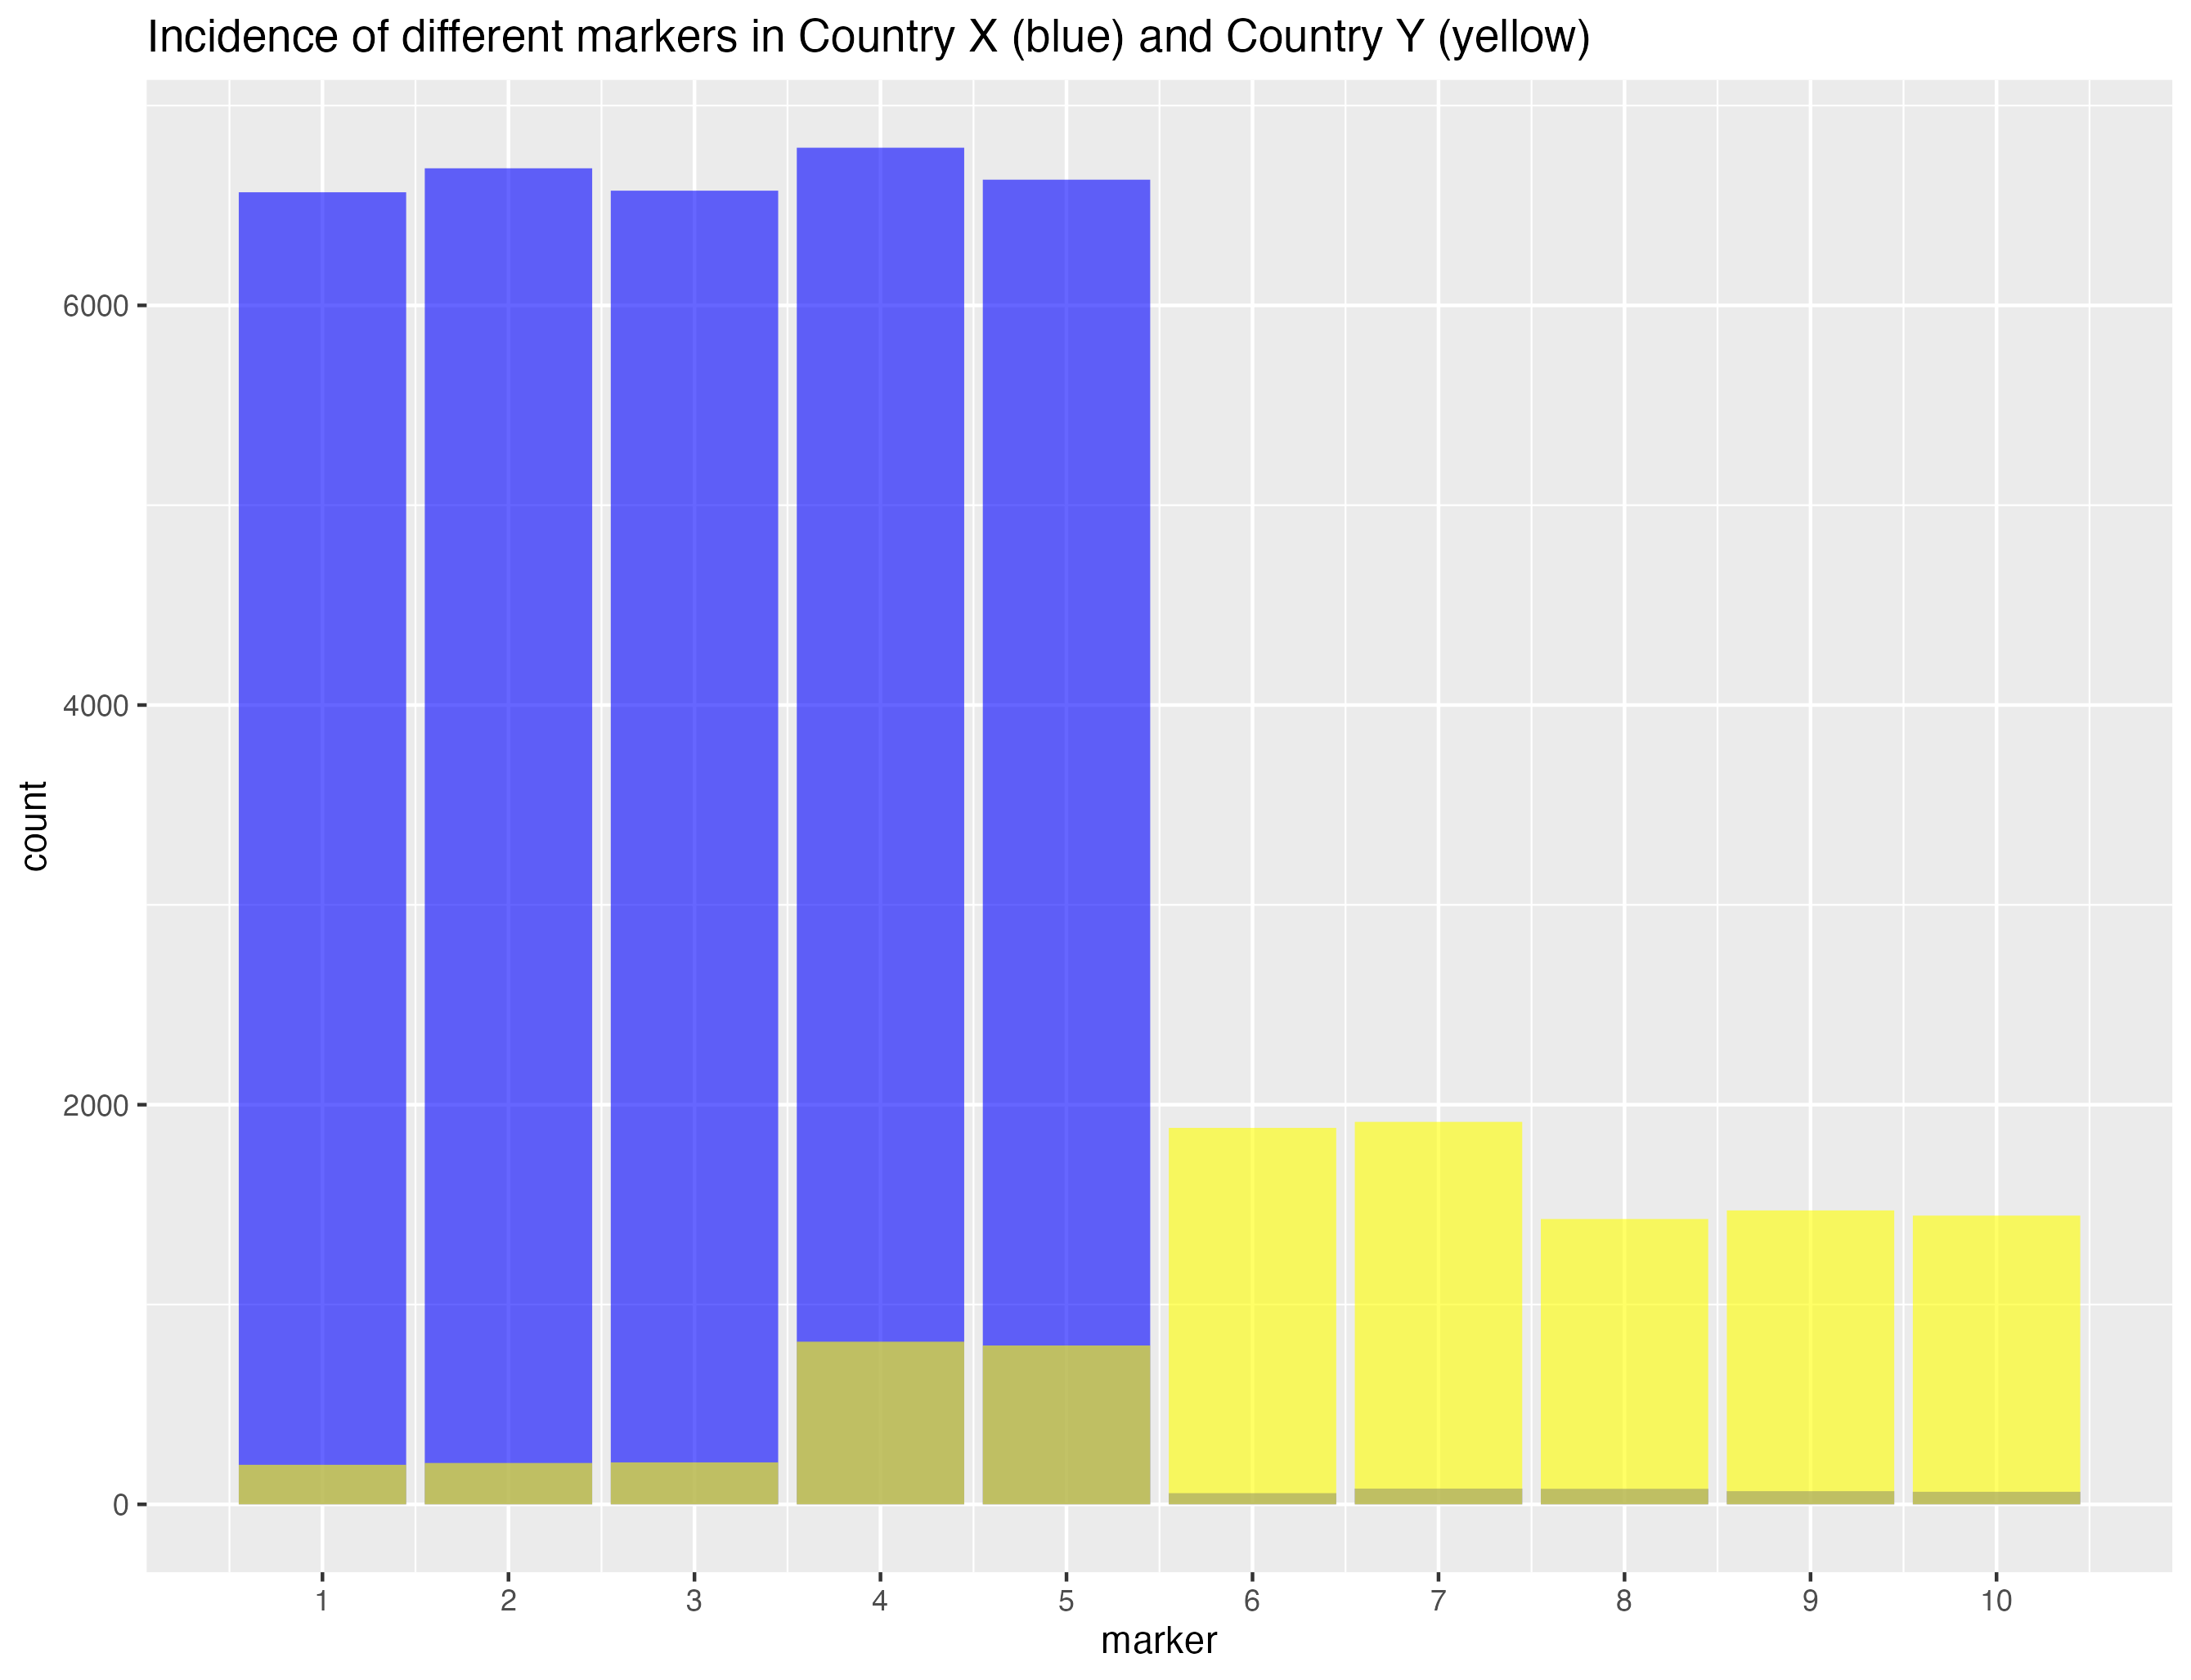 Incidence of different markers in Country X (blue) and Country Y (yellow)
6000
4000
2000
0
count
1 2 3 4 5 6 7 8 9 10
marker